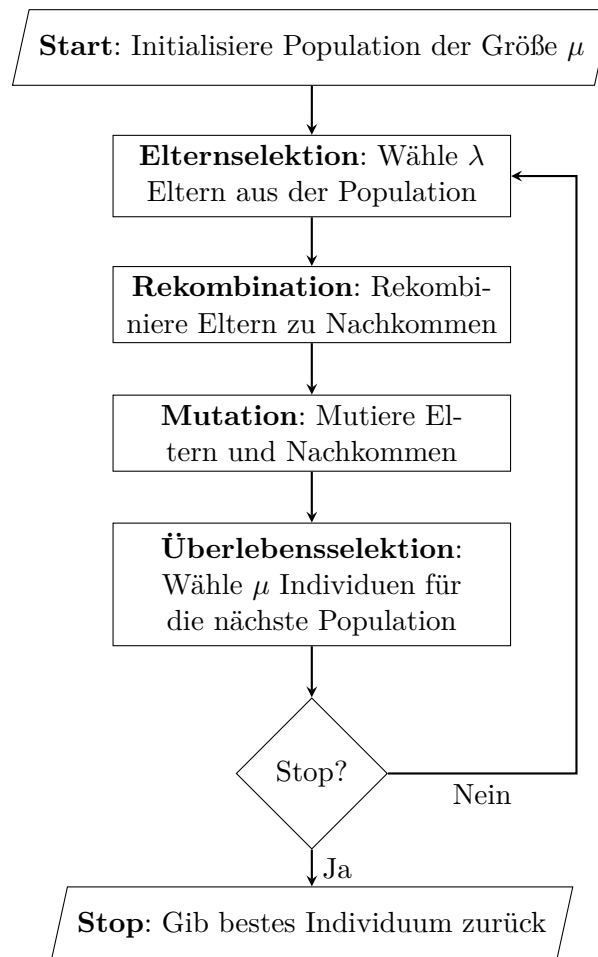 Start: Initialisiere Population der Größe μ
Elternselektion: Wähle λ
Eltern aus der Population
Rekombination: Rekombi-
niere Eltern zu Nachkommen
Mutation: Mutiere El-
tern und Nachkommen
Überlebensselektion:
Wähle μ Individuen für
die nächste Population
Stop?
Nein
Ja
Stop: Gib bestes Individuum zurück